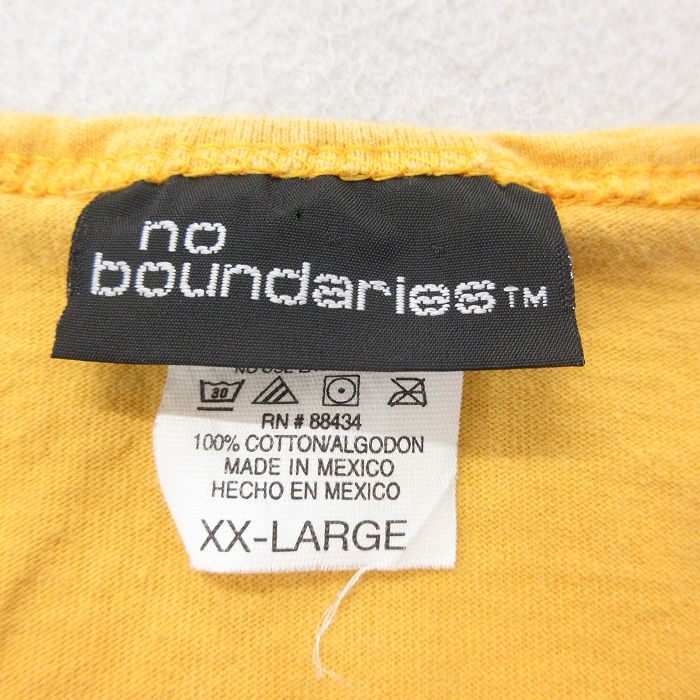 no
boundaries™
30
RN # 88434
100% COTTON/ALGODON
MADE IN MEXICO
HECHO EN MEXICO
XX-LARGE